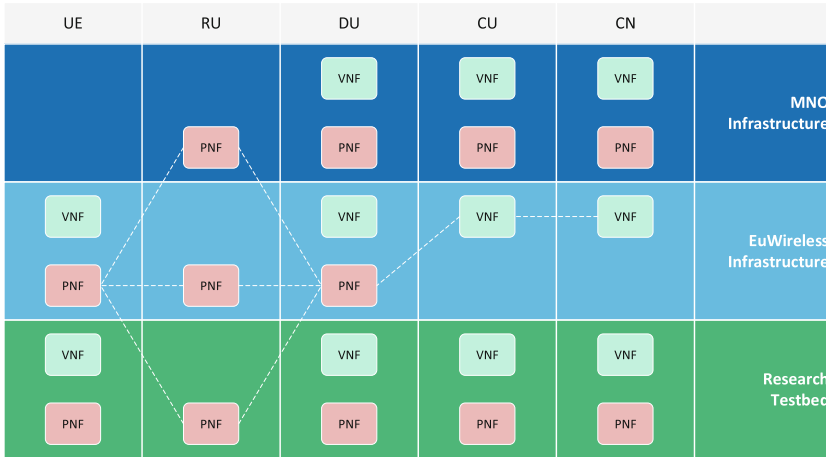 UE RU DU CU CN
VNF VNF VNF
MNO
Infrastructure
PNF PNF PNF PNF
VNF VNF VNF VNF
EuWireless
Infrastructure
PNF PNF PNF
VNF VNF VNF VNF
Research
Testbed
PNF PNF PNF PNF PNF